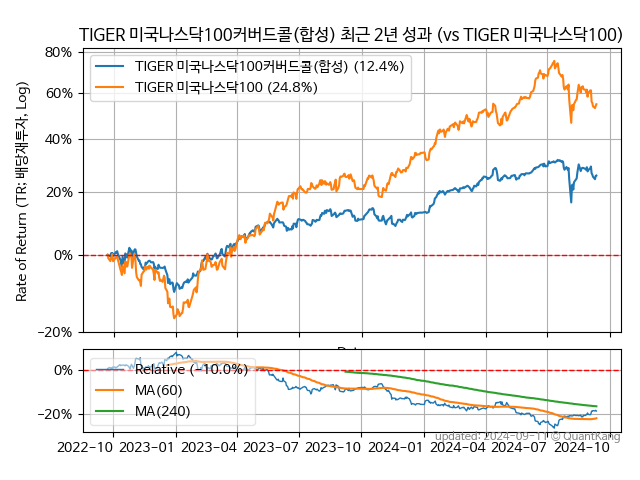 TIGER 미국나스닥100커버드콜(합성) 최근 2년 성과 (vs TIGER 미국나스닥100)
Rate of Return (TR: 배당재투자, Log)
80%
60%
40%
20%
0%
−20%
TIGER 미국나스닥100커버드콜(합성) (12.4%)
TIGER 미국나스닥100 (24.8%)
0%
−20%
Relative (−10.0%)
MA(60)
MA(240)
updated: 2024-09-11 © QuantKang
2022-10 2023-01 2023-04 2023-07 2023-10 2024-01 2024-04 2024-07 2024-10